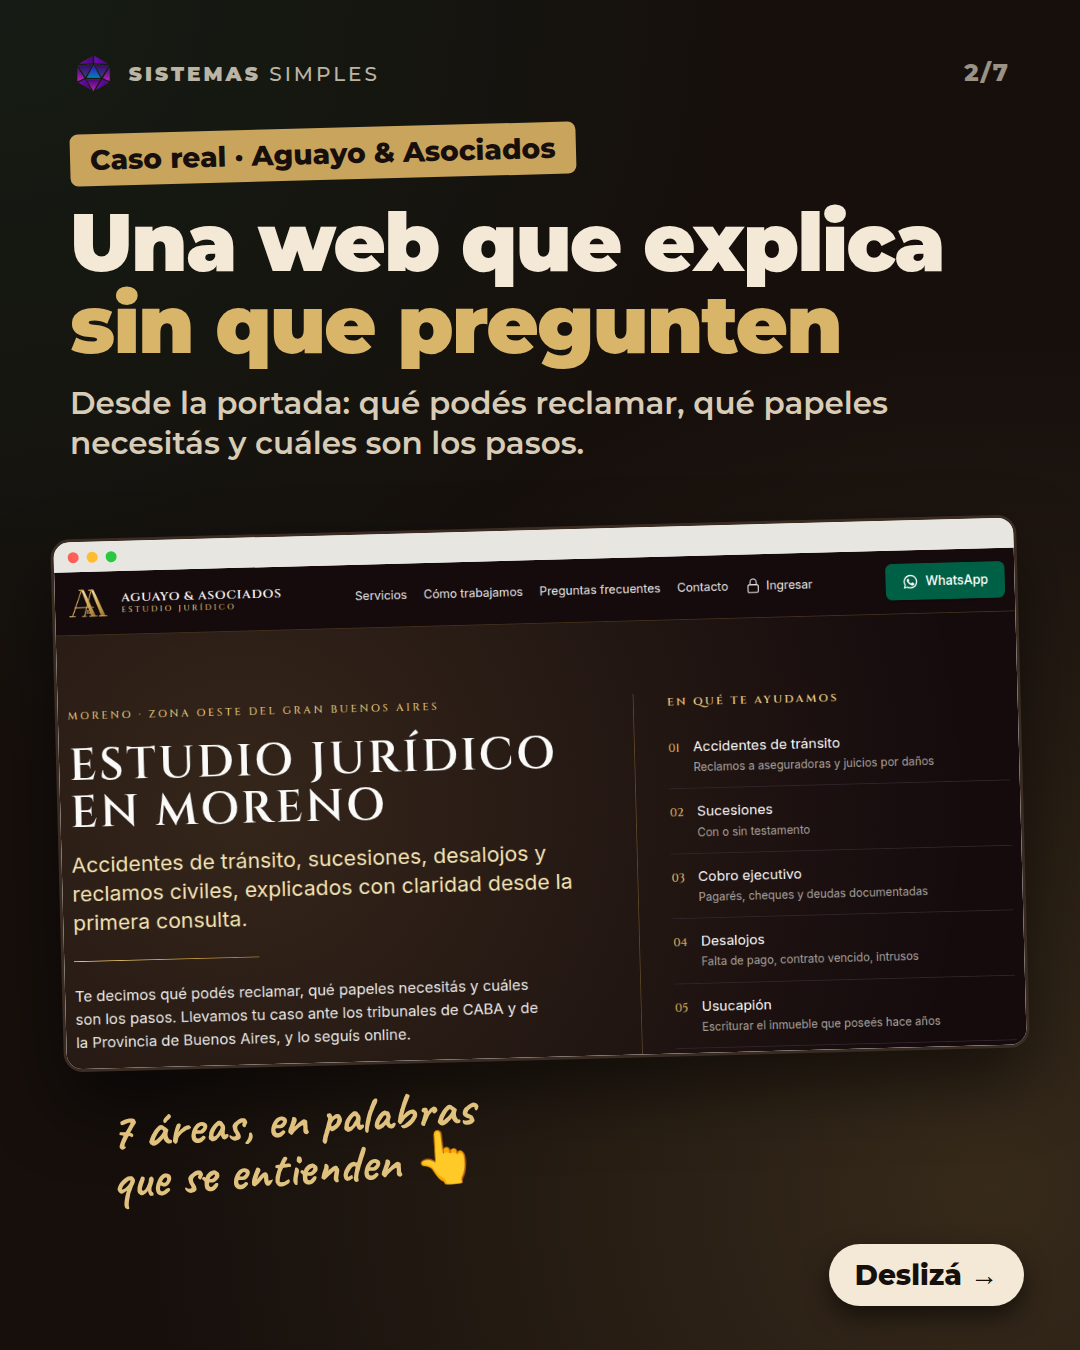 SISTEMAS SIMPLES
2/7
Caso real · Aguayo & Asociados
Una web que explica
sin que pregunten
Desde la portada: qué podés reclamar, qué papeles
necesitás y cuáles son los pasos.
AGUAYO & ASOCIADOS
ESTUDIO JURÍDICO
Servicios
Cómo trabajamos
Preguntas frecuentes
Contacto
Ingresar
WhatsApp
MORENO · ZONA OESTE DEL GRAN BUENOS AIRES
ESTUDIO JURÍDICO
EN MORENO
Accidentes de tránsito, sucesiones, desalojos y
reclamos civiles, explicados con claridad desde la
primera consulta.
Te decimos qué podés reclamar, qué papeles necesitás y cuáles
son los pasos. Llevamos tu caso ante los tribunales de CABA y de
la Provincia de Buenos Aires, y lo seguís online.
EN QUÉ TE AYUDAMOS
01 Accidentes de tránsito
Reclamos a aseguradoras y juicios por daños
02 Sucesiones
Con o sin testamento
03 Cobro ejecutivo
Pagarés, cheques y deudas documentadas
04 Desalojos
Falta de pago, contrato vencido, intrusos
05 Usucapión
Escriturar el inmueble que poseés hace años
7 áreas, en palabras
que se entienden 👆
Deslizá →